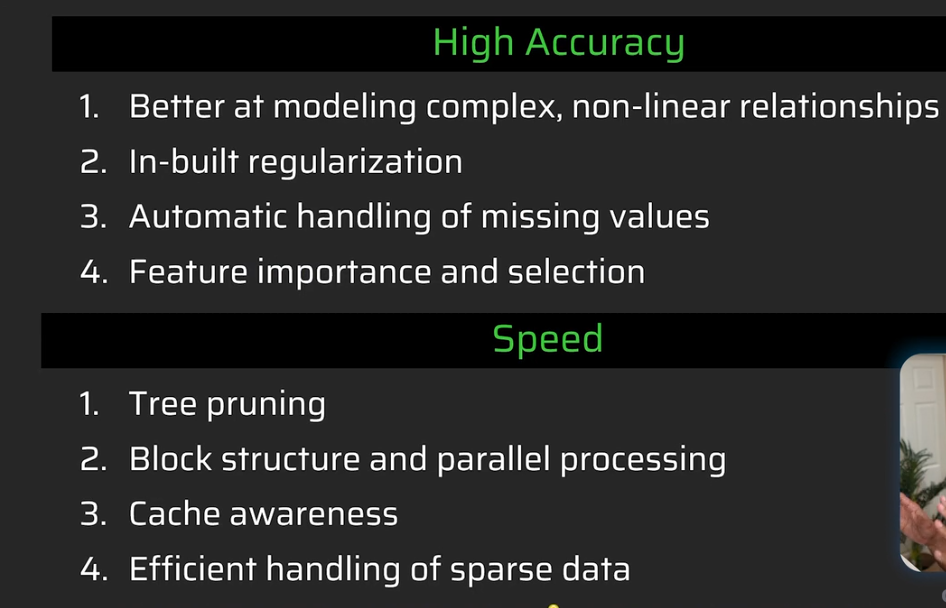 High Accuracy
1. Better at modeling complex, non-linear relationships
2. In-built regularization
3. Automatic handling of missing values
4. Feature importance and selection
Speed
1. Tree pruning
2. Block structure and parallel processing
3. Cache awareness
4. Efficient handling of sparse data